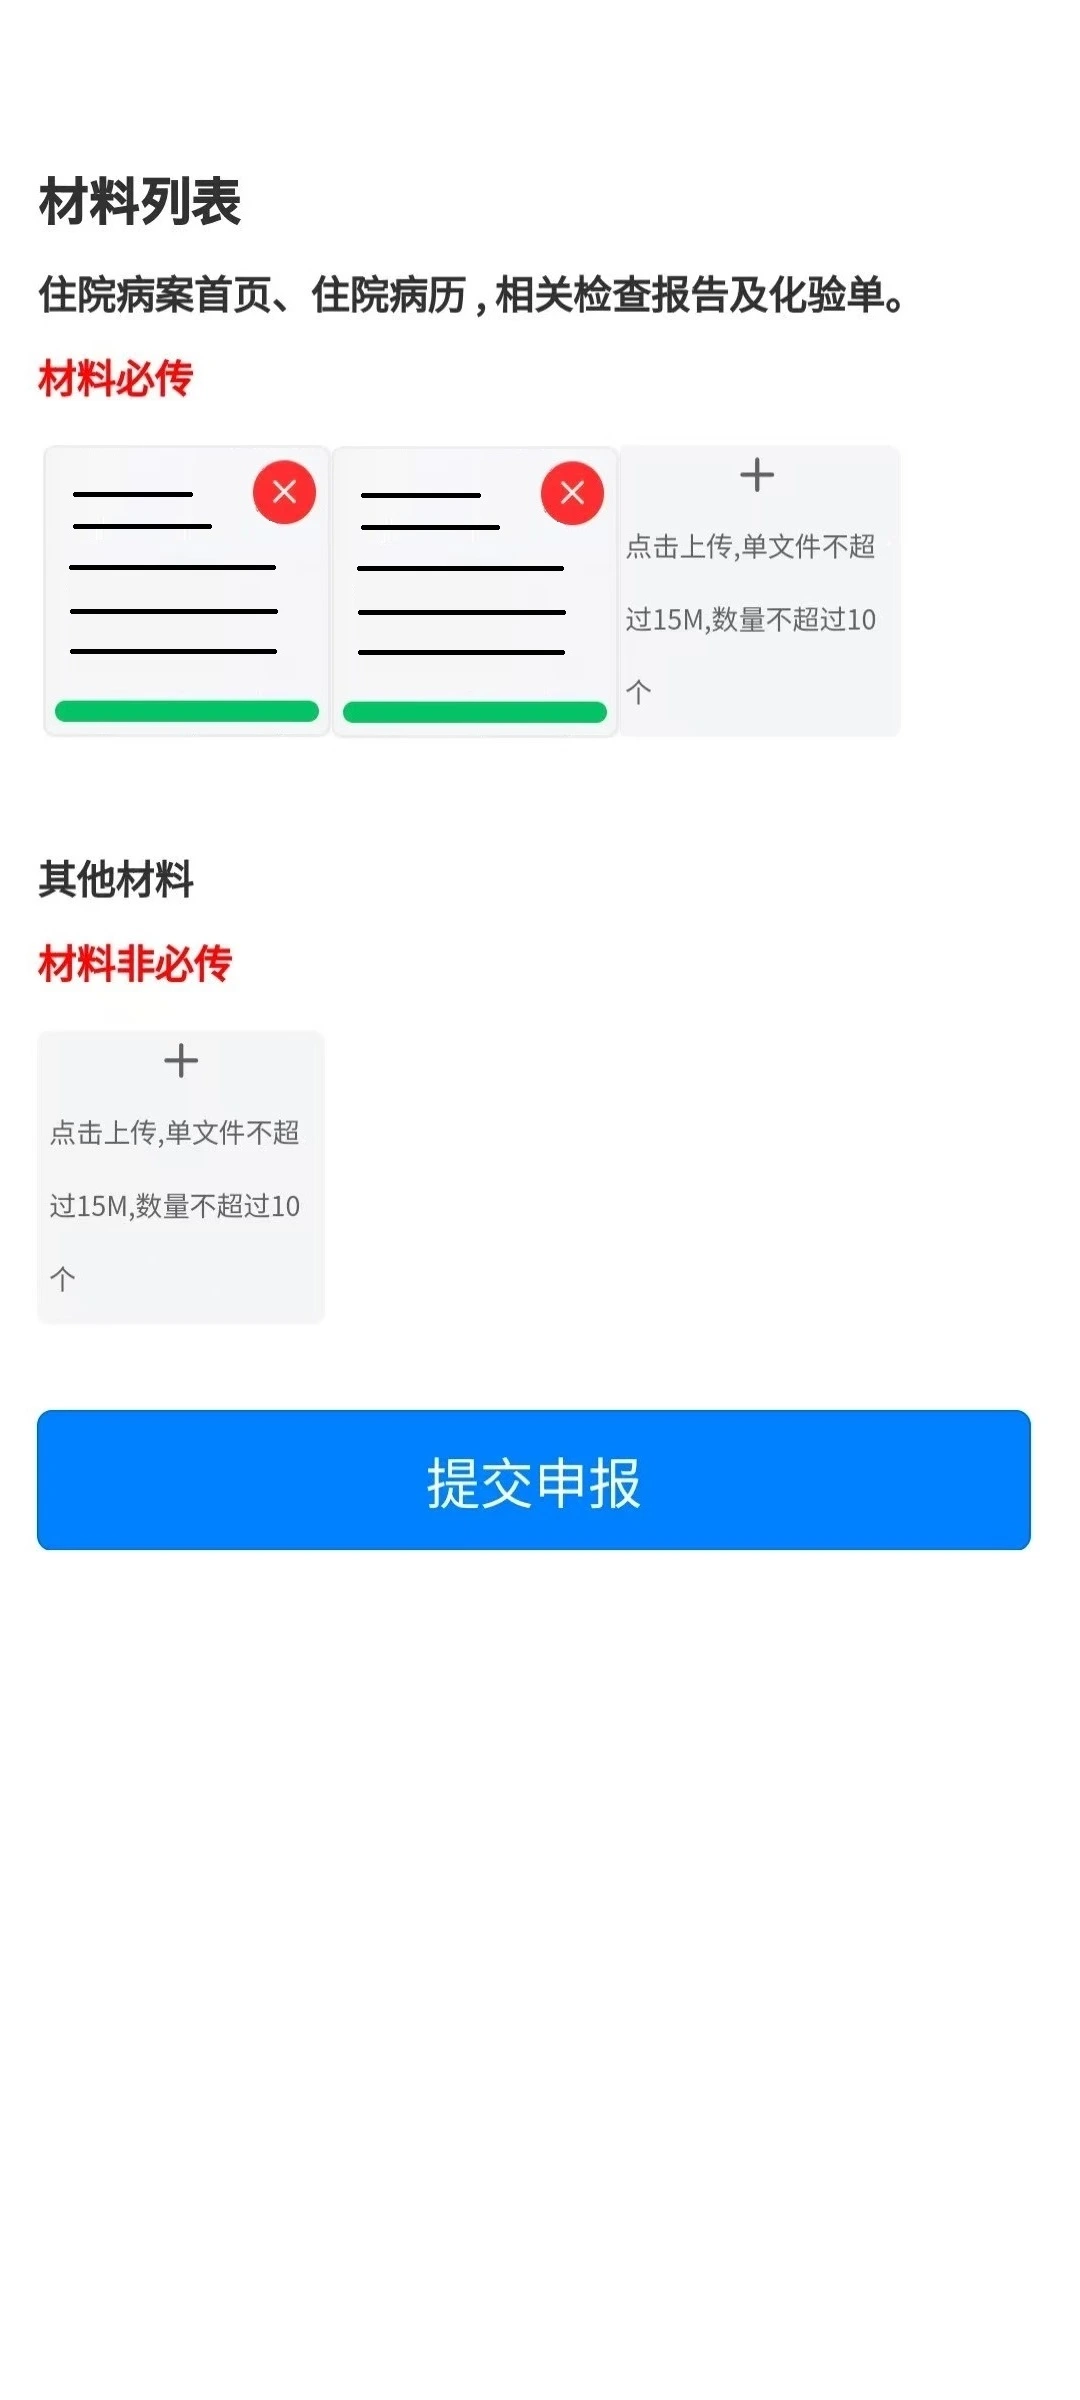 材料列表
住院病案首页、住院病历 , 相关检查报告及化验单。
材料必传
点击上传,单文件不超
过15M,数量不超过10
个
其他材料
材料非必传
点击上传,单文件不超
过15M,数量不超过10
个
提交申报